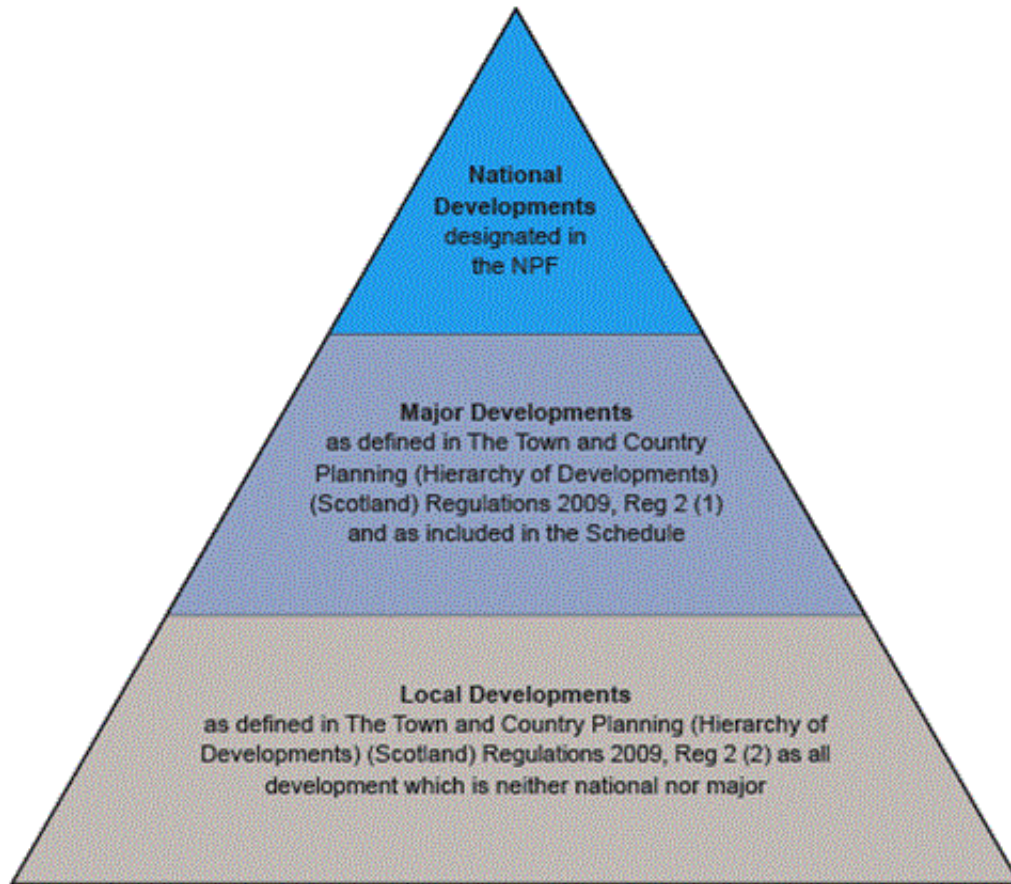 National
Developments
designated in
the NPF
Major Developments
as defined in The Town and Country
Planning (Hierarchy of Developments)
(Scotland) Regulations 2009, Reg 2 (1)
and as included in the Schedule
Local Developments
as defined in The Town and Country Planning (Hierarchy of
Developments) (Scotland) Regulations 2009, Reg 2 (2) as all
development which is neither national nor major